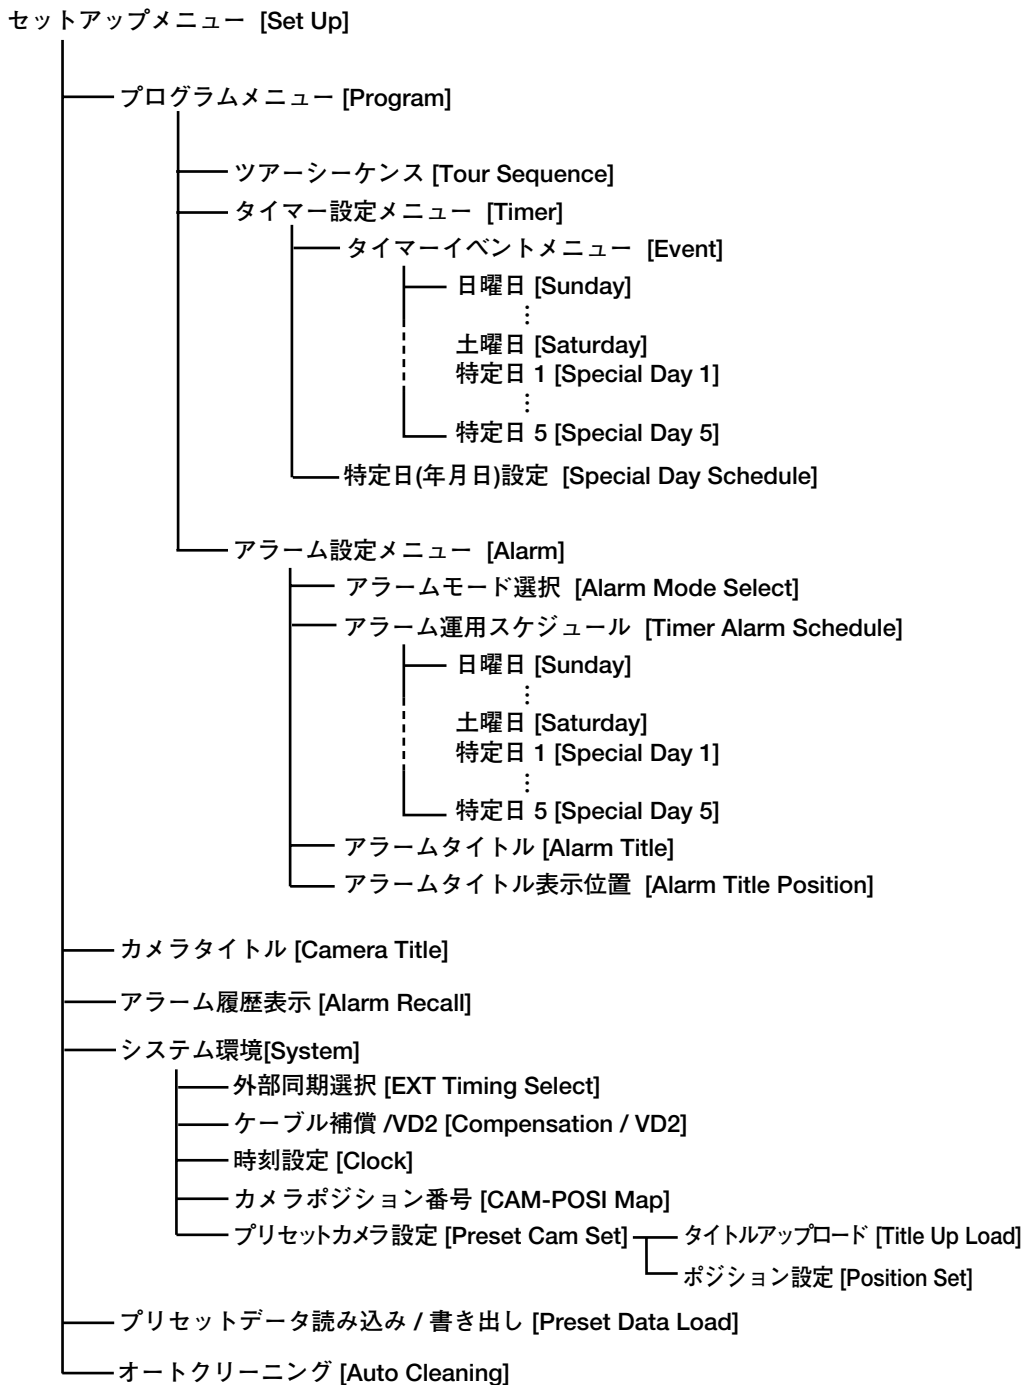 セットアップメニュー [Set Up]
プログラムメニュー [Program]
ツアーシーケンス [Tour Sequence]
タイマー設定メニュー [Timer]
タイマーイベントメニュー [Event]
日曜日 [Sunday]
⋮
土曜日 [Saturday]
特定日 1 [Special Day 1]
⋮
特定日 5 [Special Day 5]
特定日(年月日)設定 [Special Day Schedule]
アラーム設定メニュー [Alarm]
アラームモード選択 [Alarm Mode Select]
アラーム運用スケジュール [Timer Alarm Schedule]
日曜日 [Sunday]
⋮
土曜日 [Saturday]
特定日 1 [Special Day 1]
⋮
特定日 5 [Special Day 5]
アラームタイトル [Alarm Title]
アラームタイトル表示位置 [Alarm Title Position]
カメラタイトル [Camera Title]
アラーム履歴表示 [Alarm Recall]
システム環境[System]
外部同期選択 [EXT Timing Select]
ケーブル補償 /VD2 [Compensation / VD2]
時刻設定 [Clock]
カメラポジション番号 [CAM-POSI Map]
プリセットカメラ設定 [Preset Cam Set] タイトルアップロード [Title Up Load]
ポジション設定 [Position Set]
プリセットデータ読み込み / 書き出し [Preset Data Load]
オートクリーニング [Auto Cleaning]